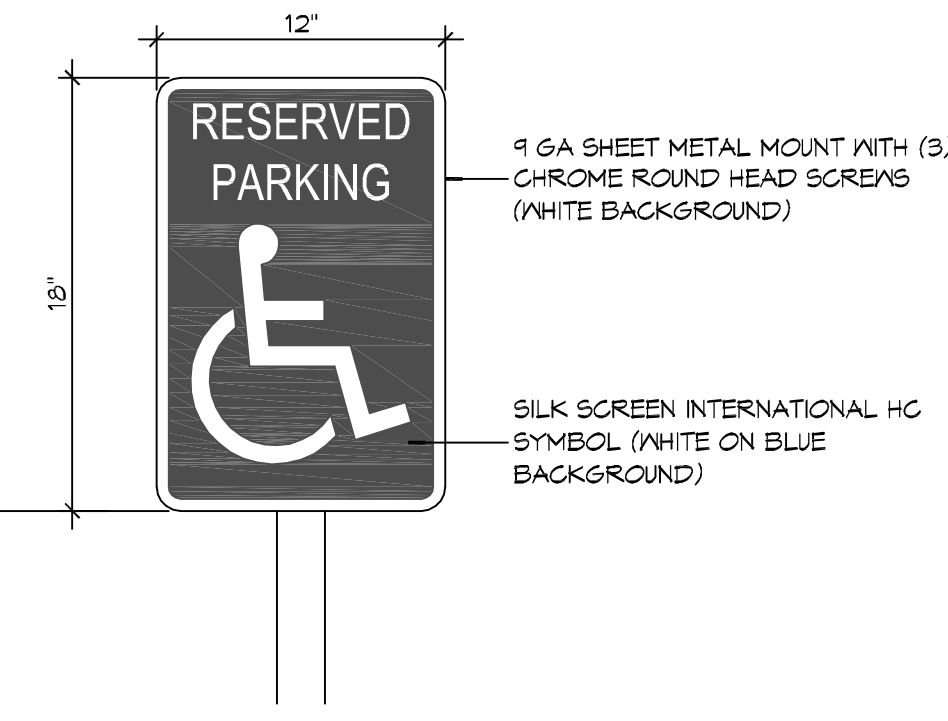 12"
RESERVED
PARKING
18"
9 GA SHEET METAL MOUNT WITH (3)
CHROME ROUND HEAD SCREWS
(WHITE BACKGROUND)
SILK SCREEN INTERNATIONAL HC
SYMBOL (WHITE ON BLUE
BACKGROUND)